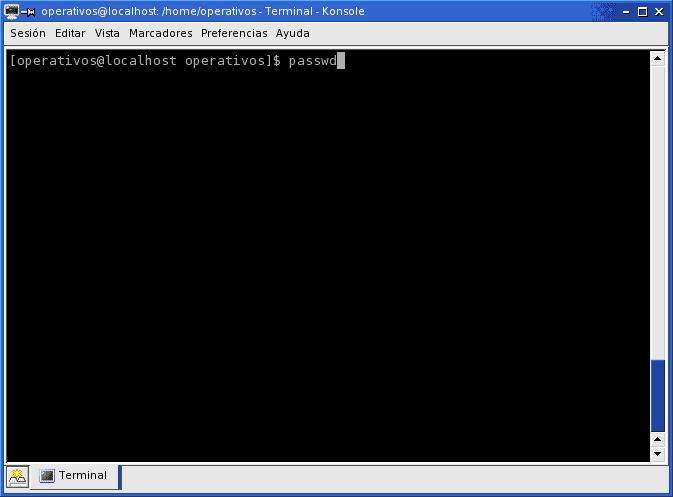 operativos@localhost: /home/operativos - Terminal - Konsole
Sesión Editar Vista Marcadores Preferencias Ayuda
[operativos@localhost operativos]$ passwd
Terminal